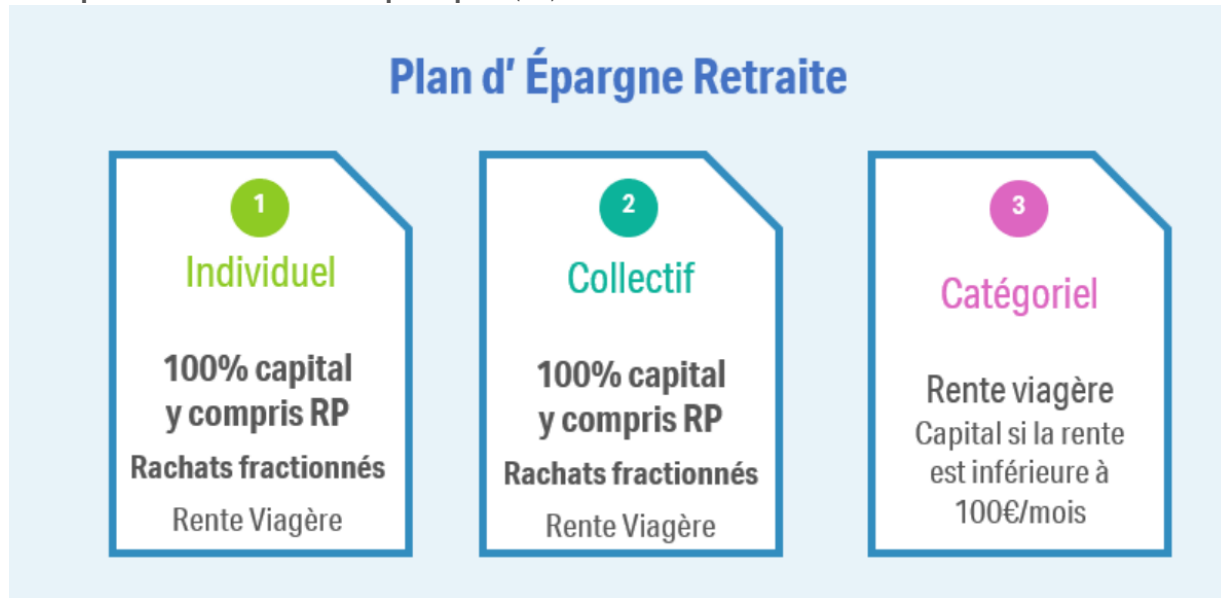 Plan d’ Épargne Retraite
1
Individuel
100% capital
y compris RP
Rachats fractionnés
Rente Viagère
2
Collectif
100% capital
y compris RP
Rachats fractionnés
Rente Viagère
3
Catégoriel
Rente viagère
Capital si la rente
est inférieure à
100€/mois